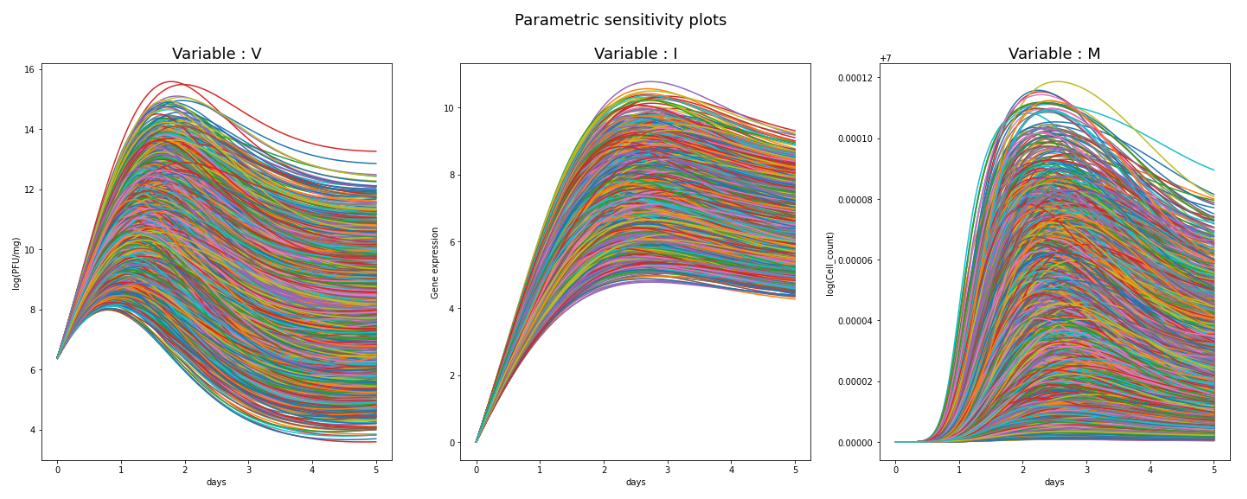 Parametric sensitivity plots
Variable : V
16
14
12
10
8
6
4
log(PFU/mg)
0 1 2 3 4 5
days
Variable : I
10
8
6
4
2
0
Gene expression
0 1 2 3 4 5
days
Variable : M
+7
0.00012
0.00010
0.00008
0.00006
0.00004
0.00002
0.00000
log(Cell_count)
0 1 2 3 4 5
days